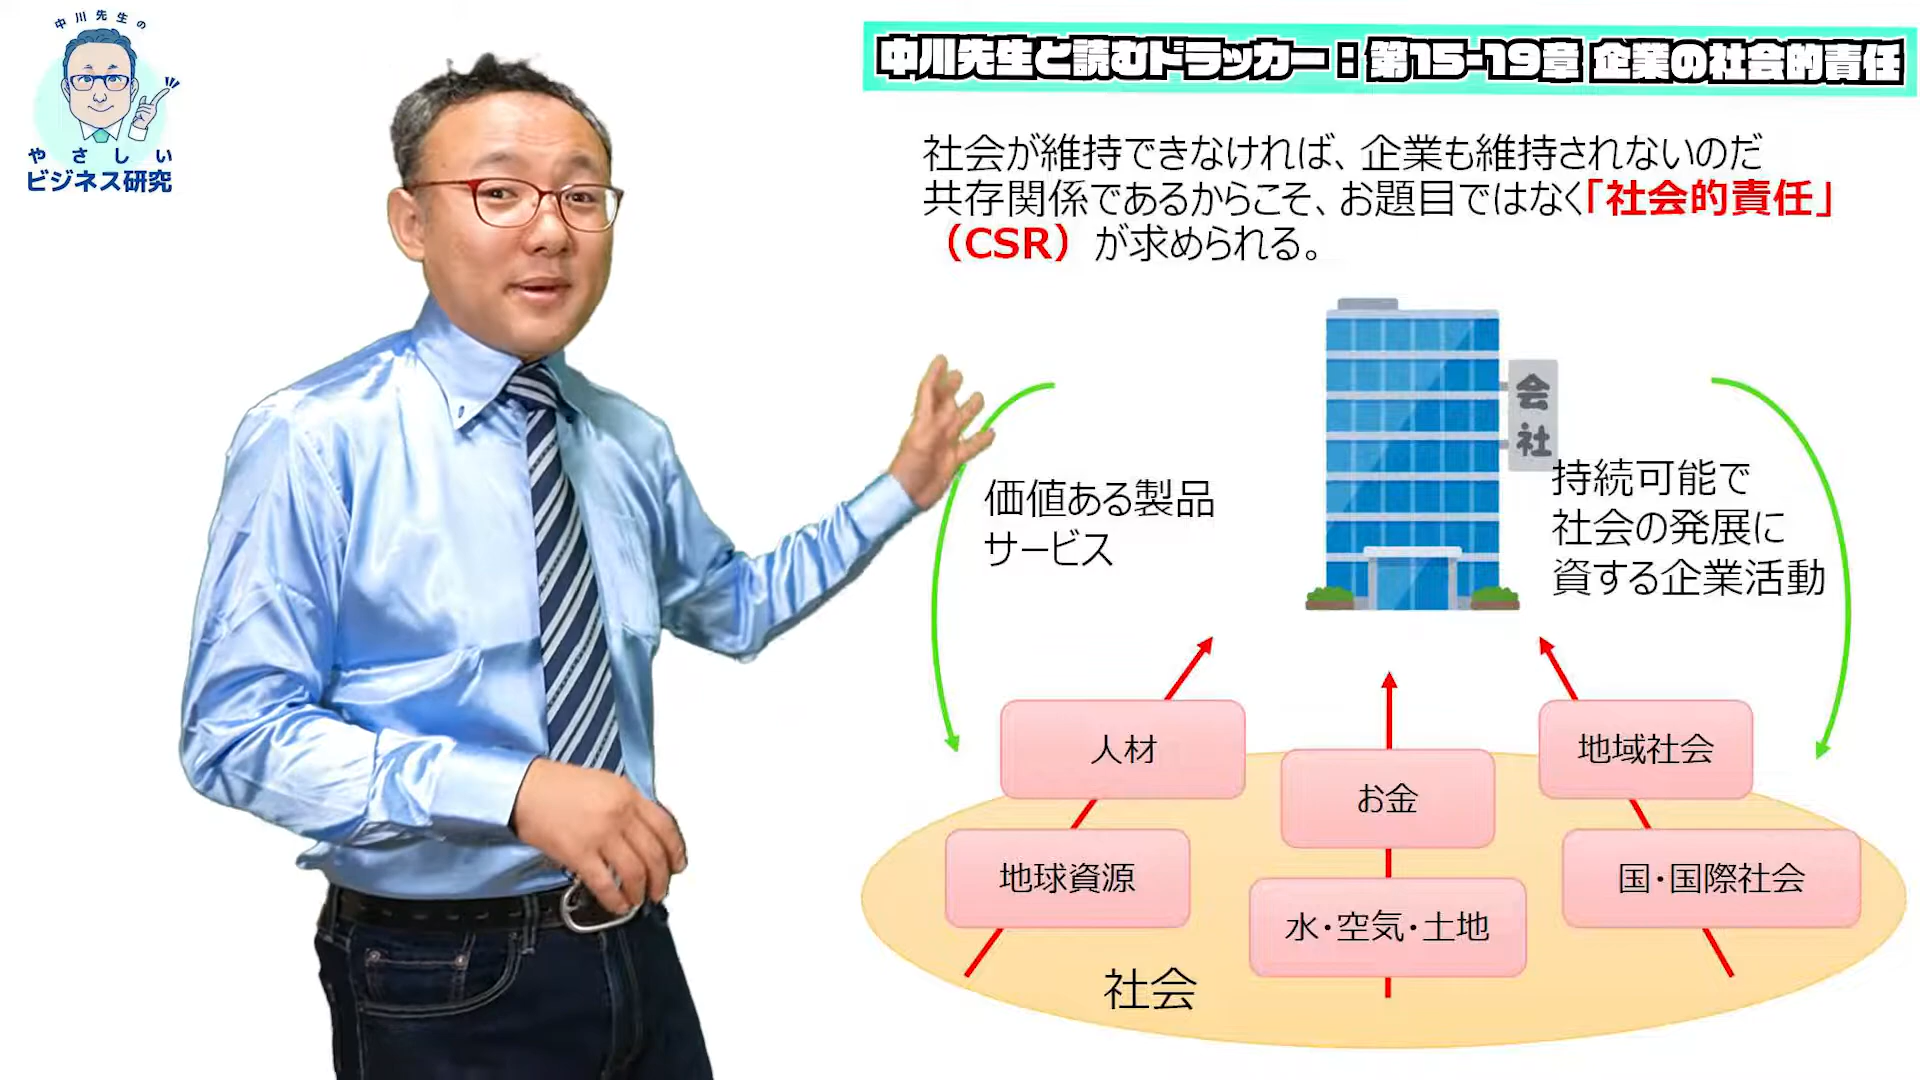 中川先生の
やさしい
ビジネス研究
中川先生と読むドラッカー：第15-19章 企業の社会的責任
社会が維持できなければ、企業も維持されないのだ
共存関係であるからこそ、お題目ではなく「社会的責任」
（CSR）が求められる。
会社
価値ある製品
サービス
持続可能で
社会の発展に
資する企業活動
人材
お金
地域社会
地球資源
水・空気・土地
国・国際社会
社会